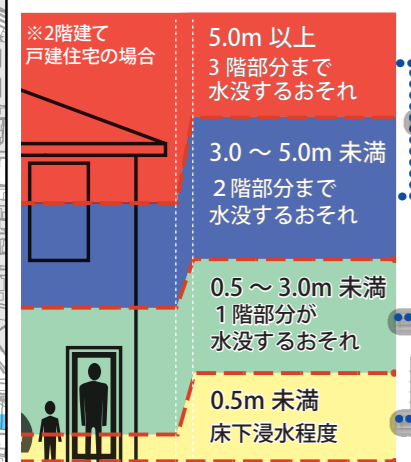 ※2階建て
戸建住宅の場合
5.0m 以上
3 階部分まで
水没するおそれ
3.0 ～ 5.0m 未満
２階部分まで
水没するおそれ
0.5 ～ 3.0m 未満
１階部分が
水没するおそれ
0.5m 未満
床下浸水程度